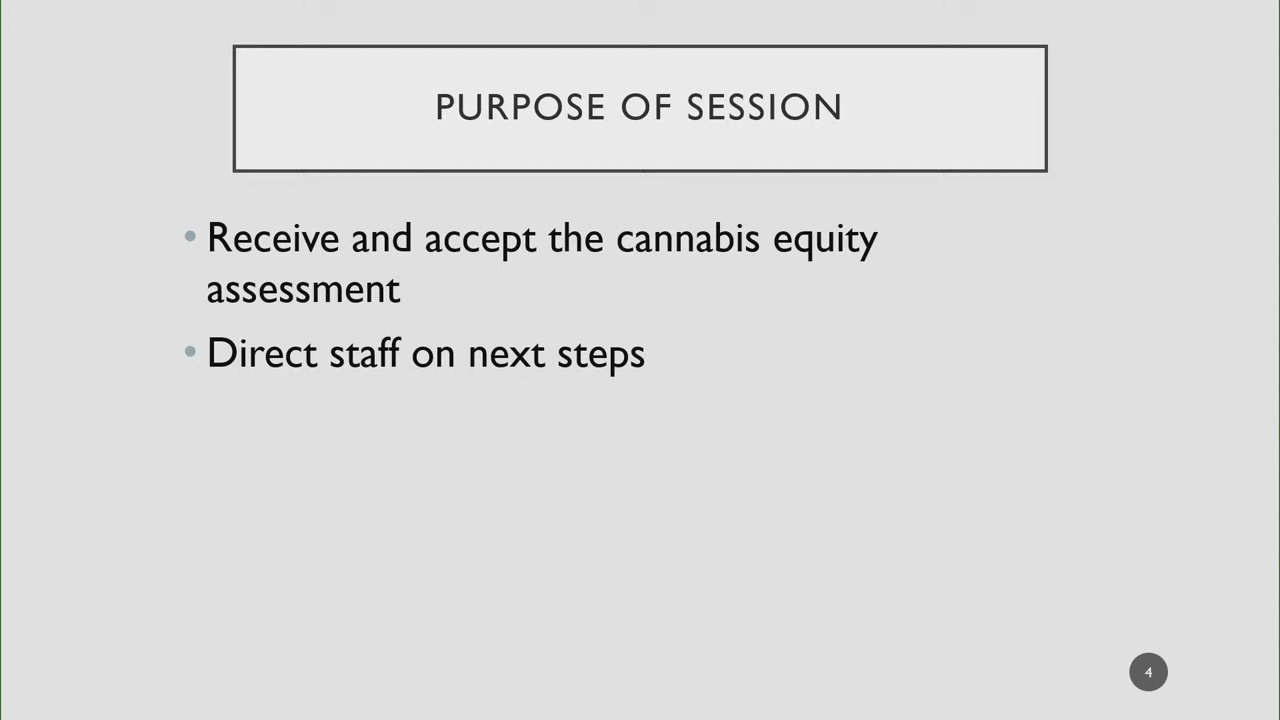 PURPOSE OF SESSION
• Receive and accept the cannabis equity
assessment
• Direct staff on next steps
4